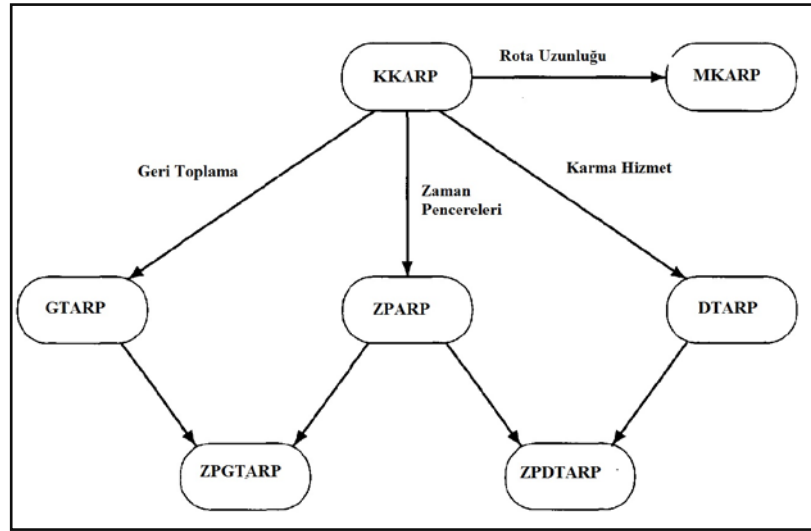 Rota Uzunluğu
KKARP
MKARP
Geri Toplama
Karma Hizmet
Zaman
Pencereleri
GTARP
ZPARP
DTARP
ZPGTARP
ZPDTARP